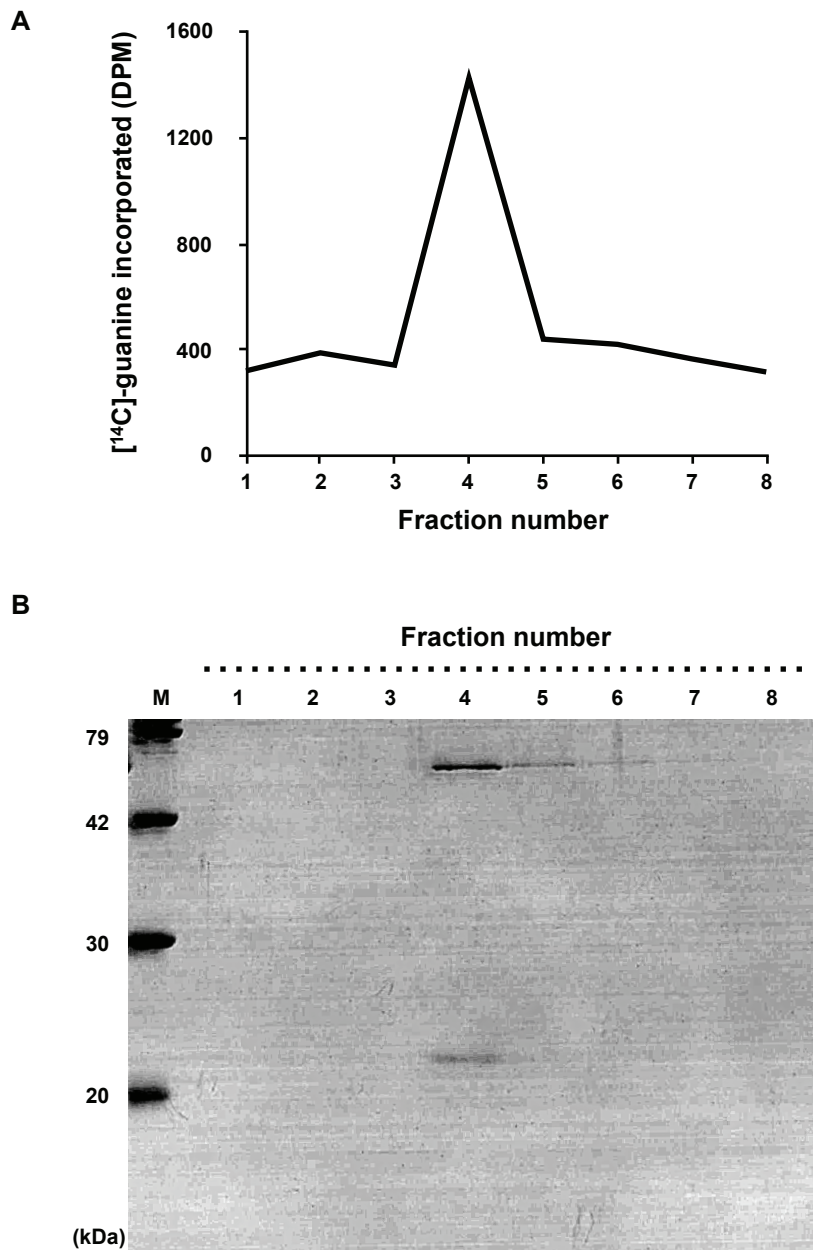 A
[¹⁴C]-guanine incorporated (DPM)
1600
1200
800
400
0
1 2 3 4 5 6 7 8
Fraction number
B
Fraction number
M 1 2 3 4 5 6 7 8
79
42
30
20
(kDa)